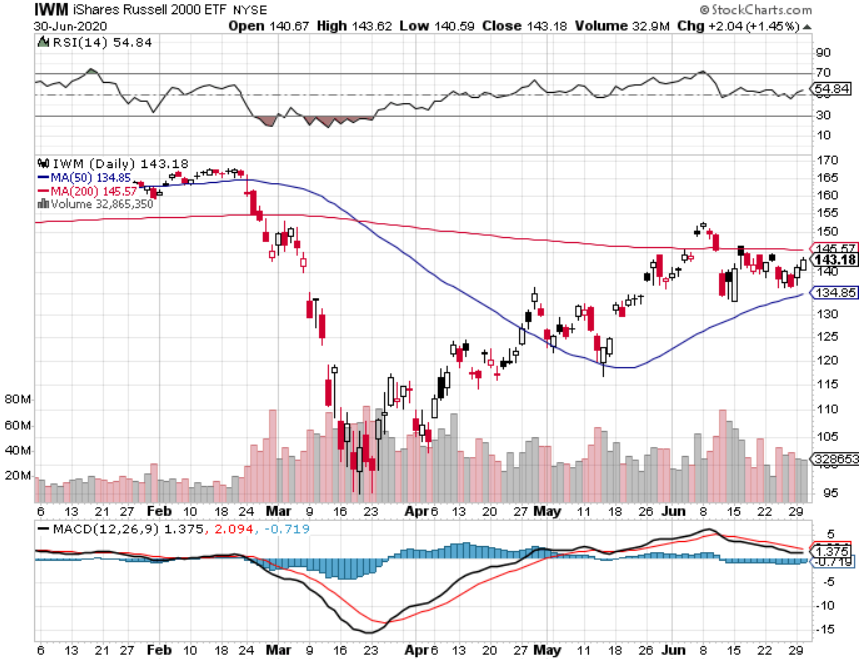 IWM iShares Russell 2000 ETF NYSE © StockCharts.com
30-Jun-2020 Open 140.67 High 143.62 Low 140.59 Close 143.18 Volume 32.9M Chg +2.04 (+1.45%)
RSI(14) 54.84
90
70
54.84
30
10
IWM (Daily) 143.18
MA(50) 134.85
MA(200) 145.57
Volume 32,865,350
170
165
160
155
150
145.57
143.18
140
134.85
130
125
120
115
110
105
328653
95
80M
60M
40M
20M
6 13 21 27 Feb 10 18 24 Mar 9 16 23 Apr 6 13 20 27 May 11 18 26 Jun 8 15 22 29
MACD(12,26,9) 1.375, 2.094, -0.719
5
1.375
-0.719
-5
-10
-15
6 13 21 27 Feb 10 18 24 Mar 9 16 23 Apr 6 13 20 27 May 11 18 26 Jun 8 15 22 29